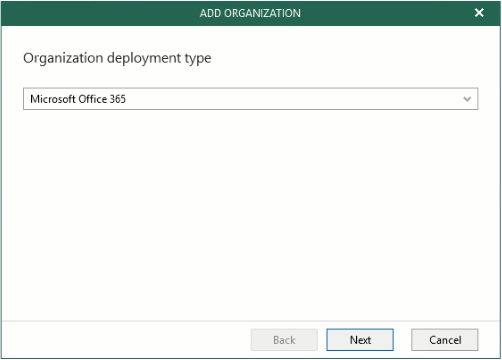 ADD ORGANIZATION
Organization deployment type
Microsoft Office 365
Back
Next
Cancel